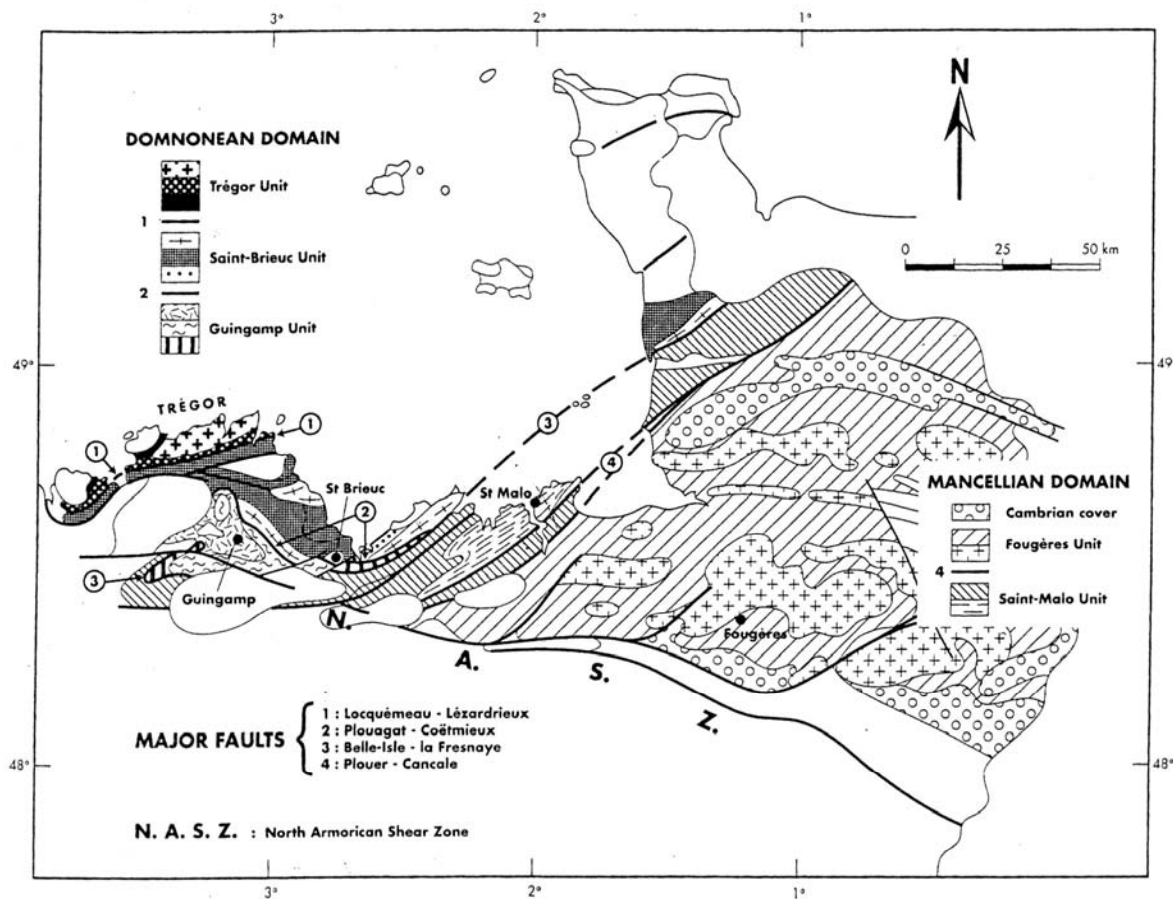 3°
2°
1°
N
DOMNONEAN DOMAIN
Trégor Unit
1
Saint-Brieuc Unit
2
Guingamp Unit
0 25 50 km
49°
49
TRÉGOR
1
1
3
4
St Brieuc
2
St Malo
3
Guingamp
Fougères
MANCELLIAN DOMAIN
Cambrian cover
Fougères Unit
4
Saint-Malo Unit
N.
A.
S.
Z.
MAJOR FAULTS
1 : Locquémeau - Lézardrieux
2 : Plouagat - Coëtmieux
3 : Belle-Isle - la Fresnaye
4 : Plouer - Cancale
48°
48°
N. A. S. Z. : North Armorican Shear Zone
3°
2°
1°